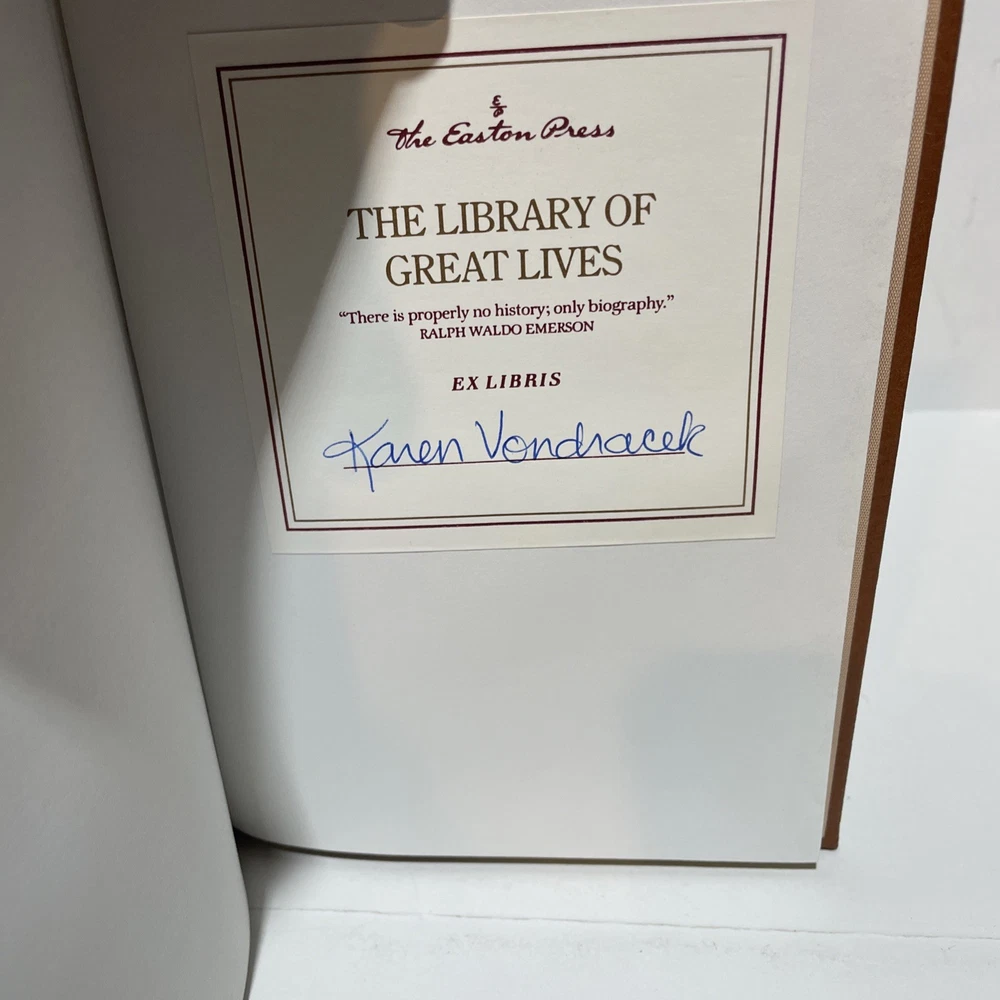 The Easton Press
THE LIBRARY OF
GREAT LIVES
“There is properly no history; only biography.”
RALPH WALDO EMERSON
EX LIBRIS
Karen Vondracek